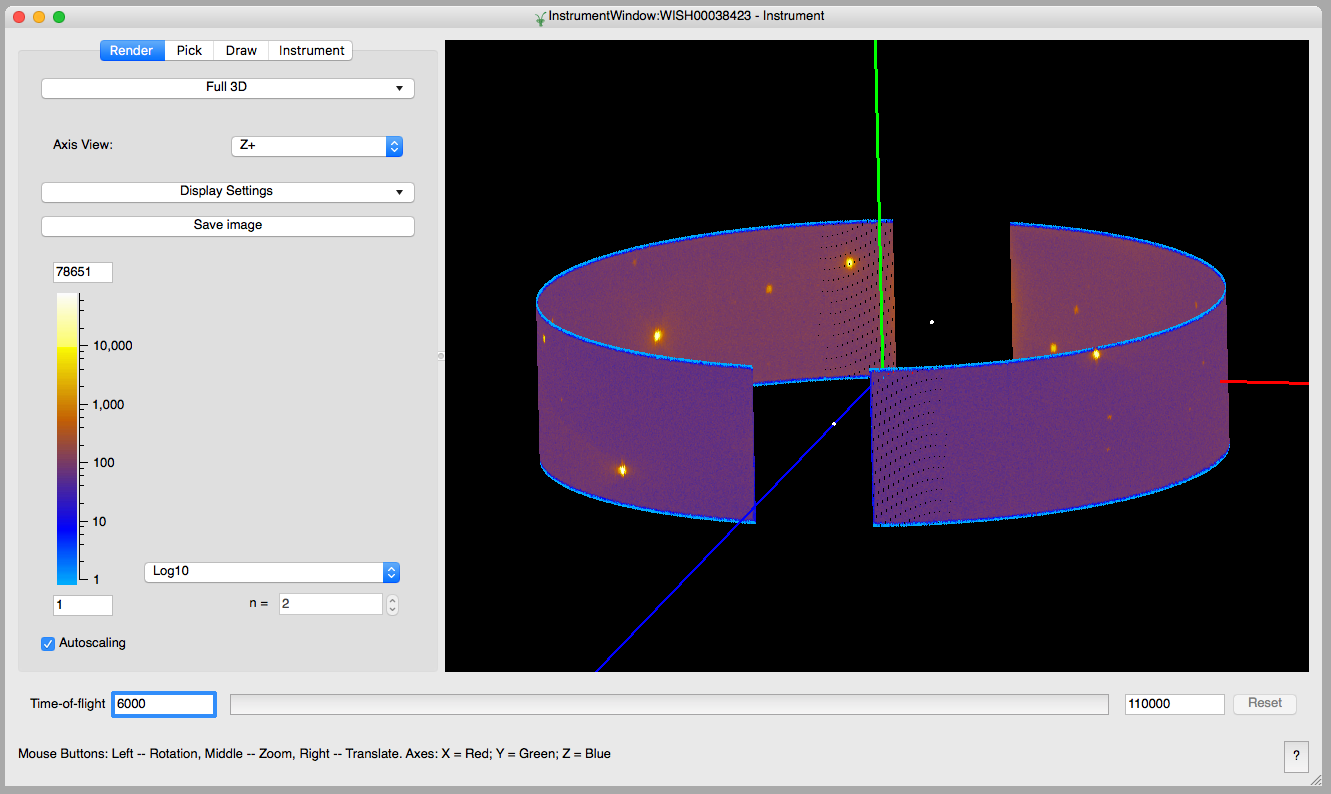 InstrumentWindow:WISH00038423 - Instrument
Render Pick Draw Instrument
Full 3D
Axis View: Z+
Display Settings
Save image
78651
10,000
1,000
100
10
1
Log10
1 n = 2
Autoscaling
Time-of-flight 6000 110000 Reset
Mouse Buttons: Left -- Rotation, Middle -- Zoom, Right -- Translate. Axes: X = Red; Y = Green; Z = Blue ?